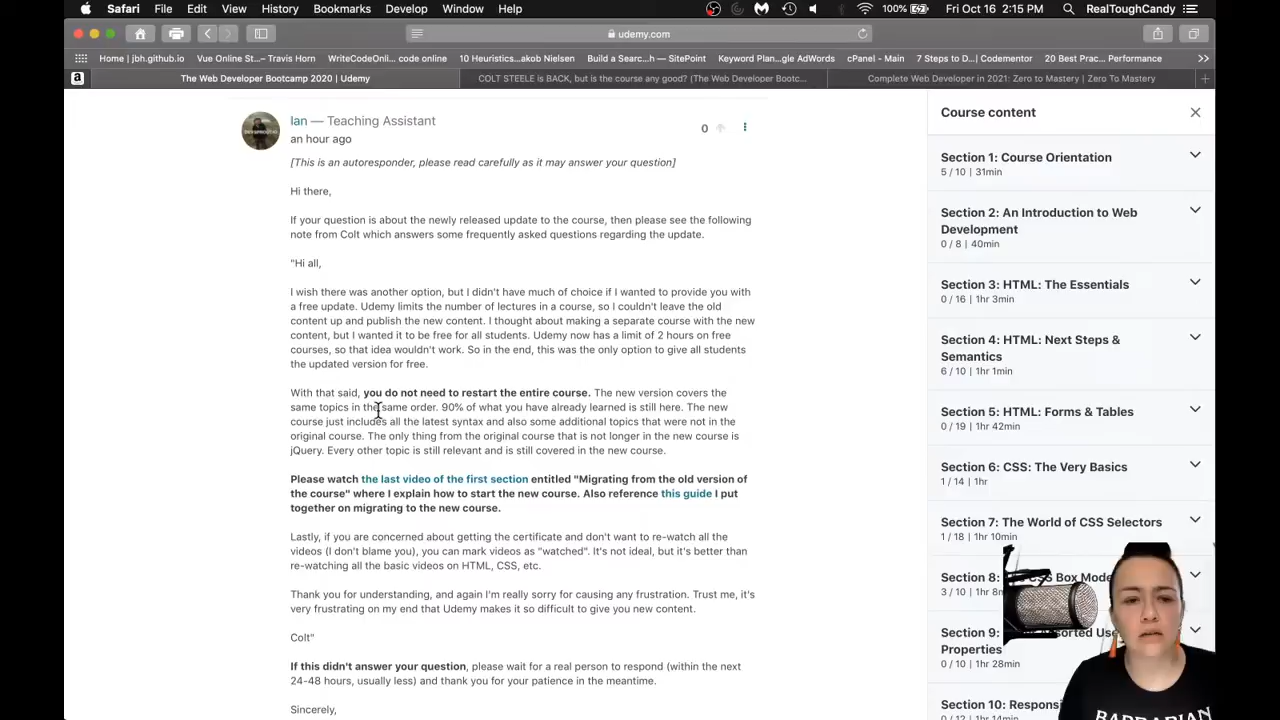 Safari File Edit View History Bookmarks Develop Window Help 100% Fri Oct 16 2:15 PM RealToughCandy
udemy.com
Home | jbh.github.io Vue Online St...– Travis Horn WriteCodeOnli... code online 10 Heuristics...akob Nielsen Build a Searc...h — SitePoint Keyword Plan...gle AdWords cPanel - Main 7 Steps to D...| Codementor 20 Best Prac... Performance
The Web Developer Bootcamp 2020 | Udemy COLT STEELE is BACK, but is the course any good? (The Web Developer Bootc... Complete Web Developer in 2021: Zero to Mastery | Zero To Mastery
Ian — Teaching Assistant
an hour ago
0
[This is an autoresponder, please read carefully as it may answer your question]
Hi there,
If your question is about the newly released update to the course, then please see the following
note from Colt which answers some frequently asked questions regarding the update.
"Hi all,
I wish there was another option, but I didn't have much of choice if I wanted to provide you with
a free update. Udemy limits the number of lectures in a course, so I couldn't leave the old
content up and publish the new content. I thought about making a separate course with the new
content, but I wanted it to be free for all students. Udemy now has a limit of 2 hours on free
courses, so that idea wouldn't work. So in the end, this was the only option to give all students
the updated version for free.
With that said, you do not need to restart the entire course. The new version covers the
same topics in the same order. 90% of what you have already learned is still here. The new
course just includes all the latest syntax and also some additional topics that were not in the
original course. The only thing from the original course that is not longer in the new course is
jQuery. Every other topic is still relevant and is still covered in the new course.
Please watch the last video of the first section entitled "Migrating from the old version of
the course" where I explain how to start the new course. Also reference this guide I put
together on migrating to the new course.
Lastly, if you are concerned about getting the certificate and don't want to re-watch all the
videos (I don't blame you), you can mark videos as "watched". It's not ideal, but it's better than
re-watching all the basic videos on HTML, CSS, etc.
Thank you for understanding, and again I'm really sorry for causing any frustration. Trust me, it's
very frustrating on my end that Udemy makes it so difficult to give you new content.
Colt"
If this didn't answer your question, please wait for a real person to respond (within the next
24-48 hours, usually less) and thank you for your patience in the meantime.
Sincerely,
Course content
Section 1: Course Orientation
5 / 10 | 31min
Section 2: An Introduction to Web
Development
0 / 8 | 40min
Section 3: HTML: The Essentials
0 / 16 | 1hr 3min
Section 4: HTML: Next Steps &
Semantics
6 / 10 | 1hr 1min
Section 5: HTML: Forms & Tables
0 / 19 | 1hr 42min
Section 6: CSS: The Very Basics
1 / 14 | 1hr
Section 7: The World of CSS Selectors
1 / 18 | 1hr 10min
Section 8: CSS Box Mode
3 / 10 | 1hr
Section 9:
Properties
0 / 10 | 1hr 28min
Section 10: Responsi
0 / 12 | 1hr 14min
BARBARIAN